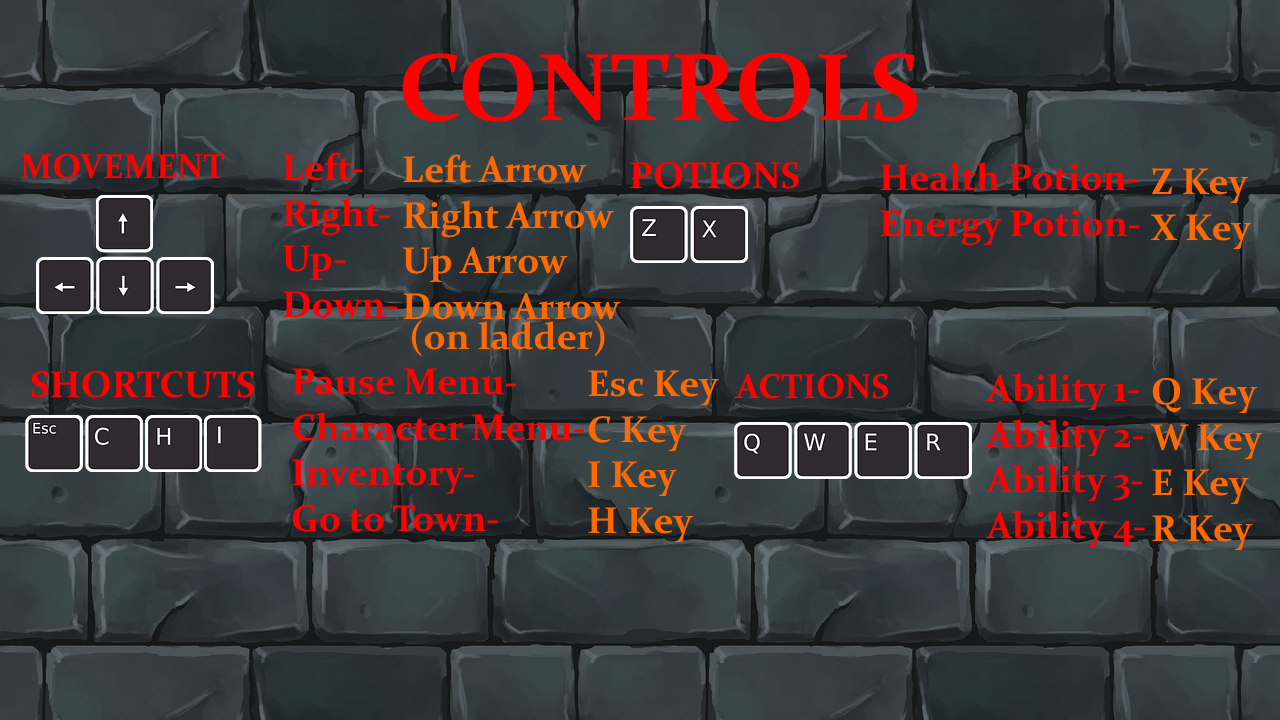 CONTROLS
MOVEMENT
↑
← ↓ →
Left- Left Arrow
Right- Right Arrow
Up- Up Arrow
Down- Down Arrow
(on ladder)
POTIONS
Z X
Health Potion- Z Key
Energy Potion- X Key
SHORTCUTS
Esc C H I
Pause Menu- Esc Key
Character Menu- C Key
Inventory- I Key
Go to Town- H Key
ACTIONS
Q W E R
Ability 1- Q Key
Ability 2- W Key
Ability 3- E Key
Ability 4- R Key